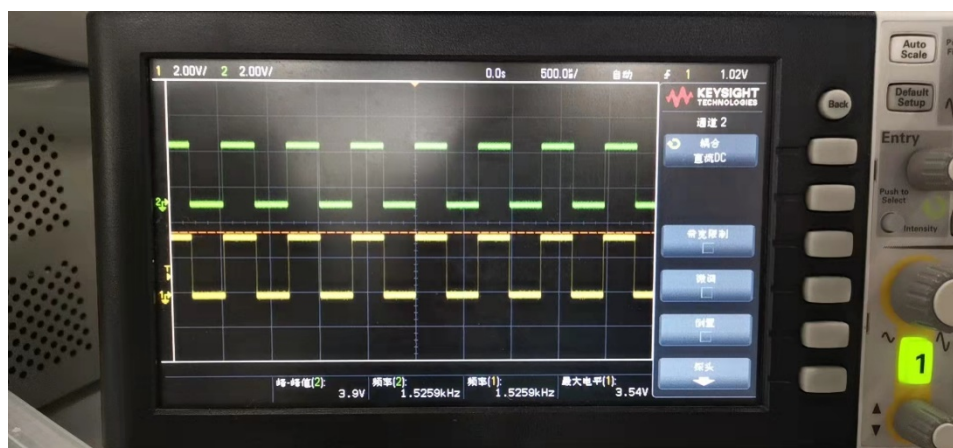 1 2.00V/ 2 2.00V/ 0.0s 500.0㎲/ 自动 1 1.02V
KEYSIGHT
TECHNOLOGIES
通道 2
耦合
直流DC
带宽限制
微调
倒置
探头
2
T
1
峰-峰值(2):
3.9V
频率(2):
1.5259kHz
频率(1):
1.5259kHz
最大电平(1):
3.54V
Auto
Scale
Default
Setup
Back
Entry
Push to
Select
Intensity
1